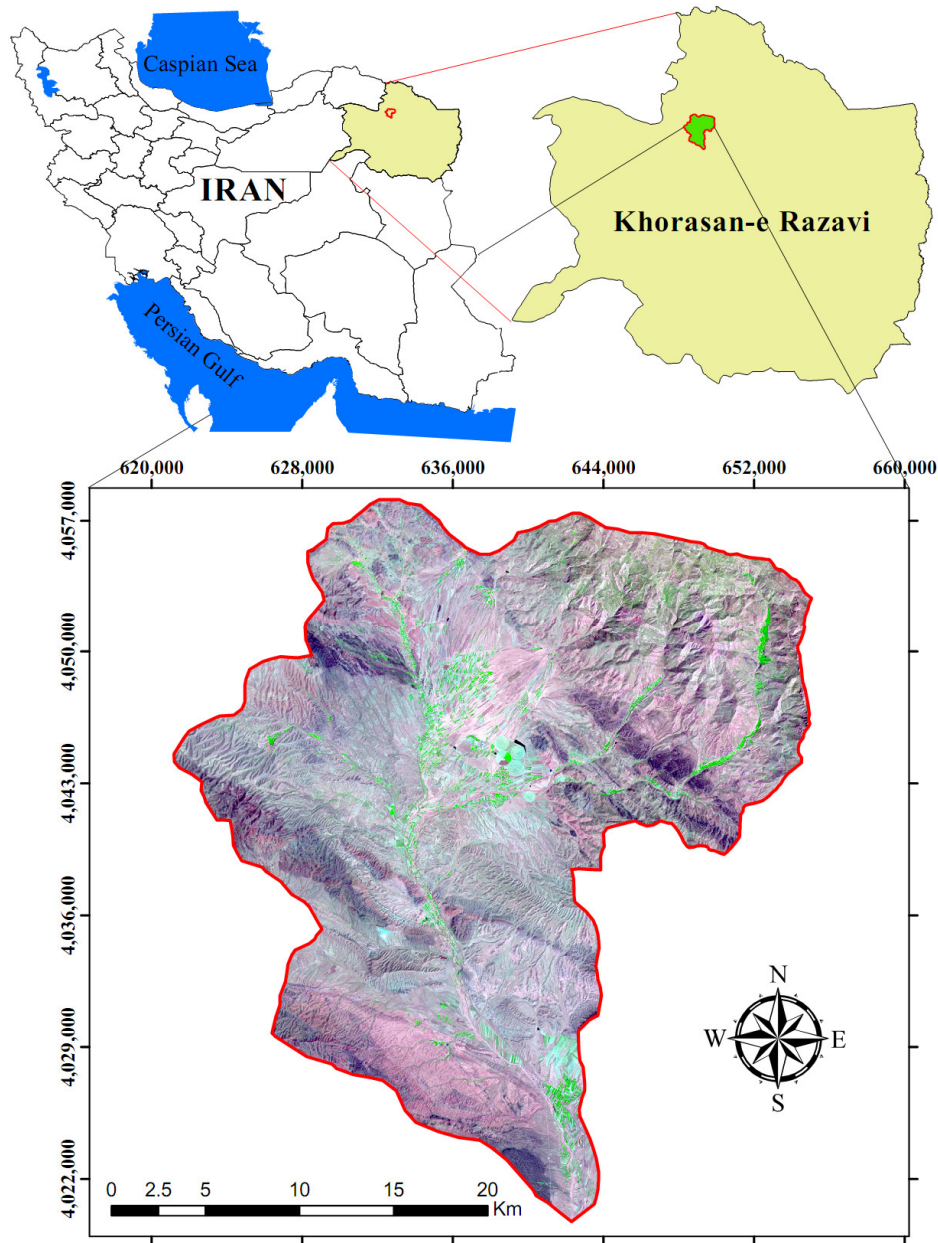 Caspian Sea
IRAN
Khorasan-e Razavi
Persian Gulf
620,000 628,000 636,000 644,000 652,000 660,000
4,057,000
4,050,000
4,043,000
4,036,000
4,029,000
4,022,000
N
W E
S
0 2.5 5 10 15 20
Km